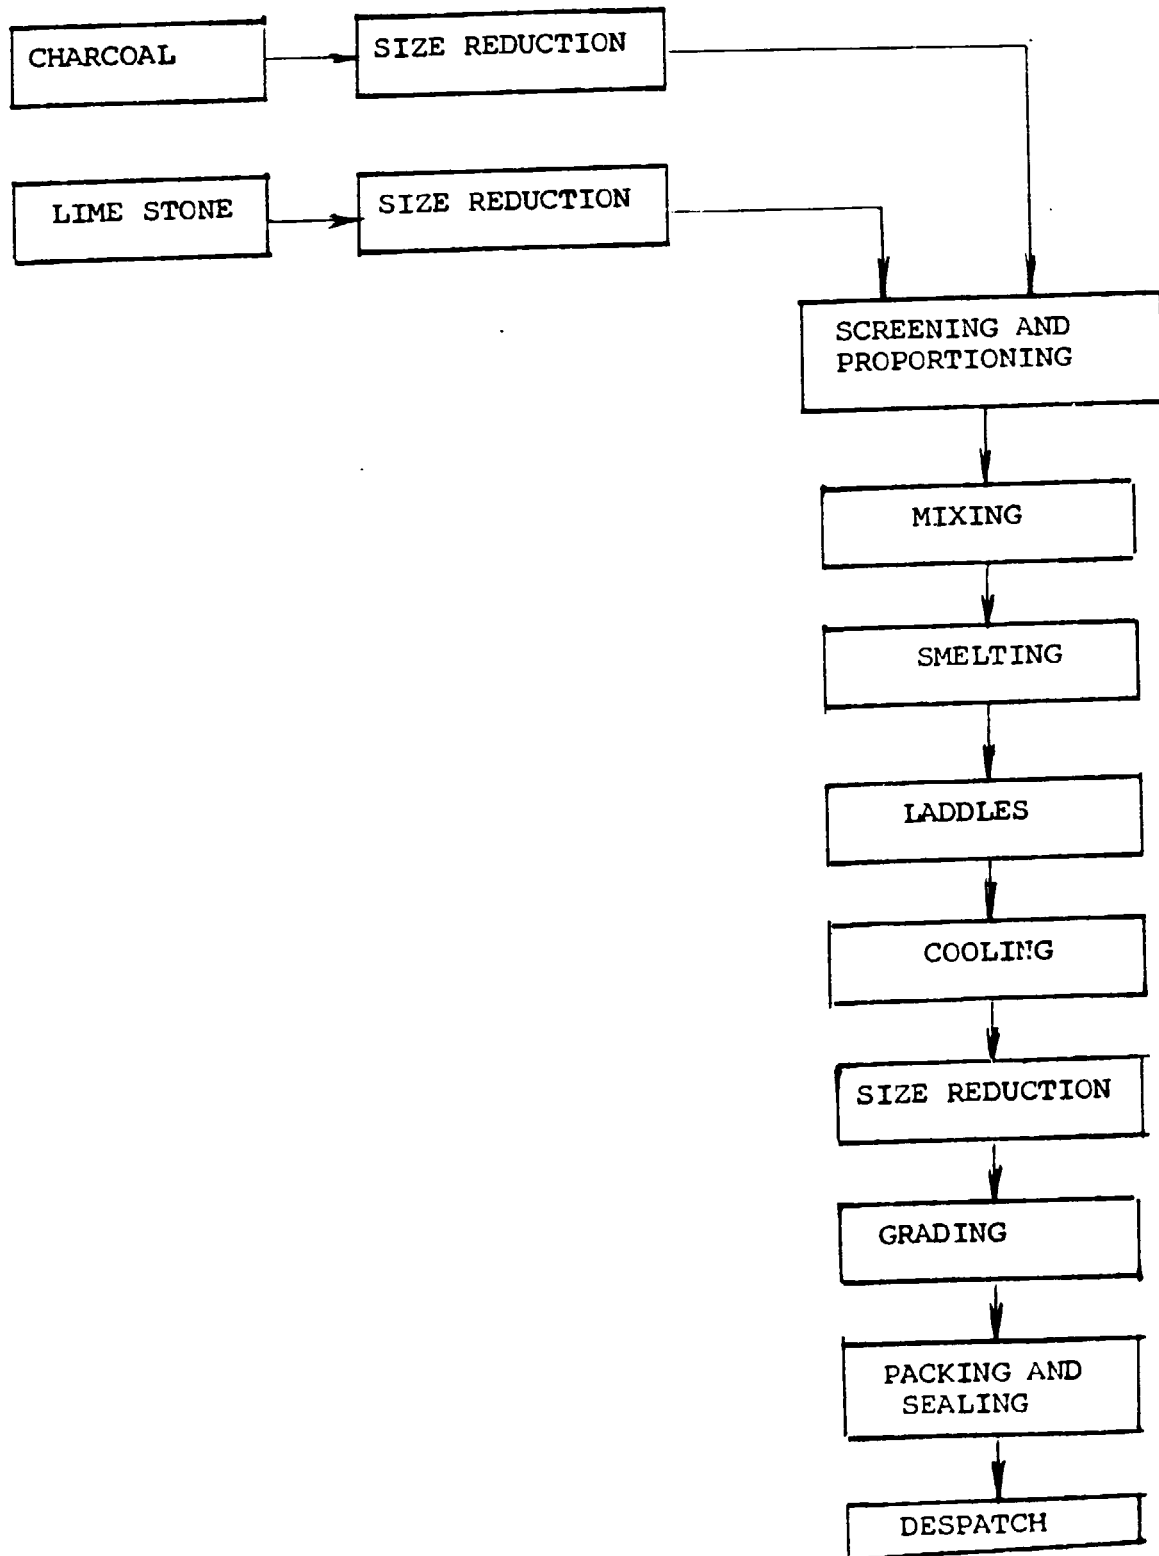 CHARCOAL
SIZE REDUCTION
LIME STONE
SIZE REDUCTION
SCREENING AND
PROPORTIONING
MIXING
SMELTING
LADDLES
COOLING
SIZE REDUCTION
GRADING
PACKING AND
SEALING
DESPATCH